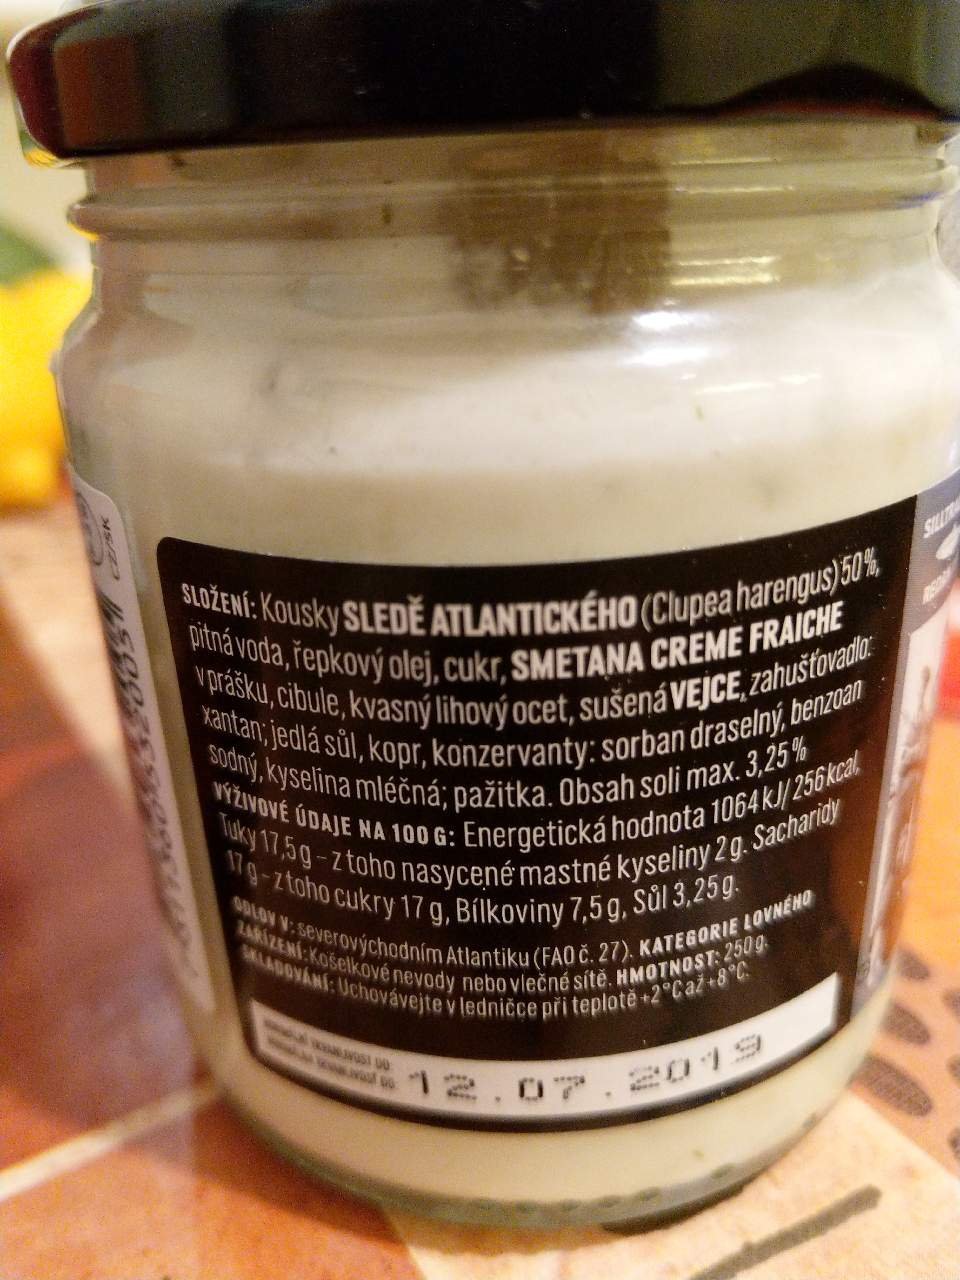 SLOŽENÍ: Kousky SLEDĚ ATLANTICKÉHO (Clupea harengus) 50%,
pitná voda, řepkový olej, cukr, SMETANA CREME FRAICHE
v prášku, cibule, kvasný lihový ocet, sušená VEJCE, zahušťovadlo:
xantan; jedlá sůl, kopr, konzervanty: sorban draselný, benzoan
sodný, kyselina mléčná; pažitka. Obsah soli max. 3,25 %
VÝŽIVOVÉ ÚDAJE NA 100 G: Energetická hodnota 1064 kJ/ 256 kcal,
Tuky 17,5g – z toho nasycené mastné kyseliny 2 g. Sacharidy
17 g - z toho cukry 17 g, Bílkoviny 7,5 g, Sůl 3,25 g.
ODLOV V: severovýchodním Atlantiku (FAO č. 27). KATEGORIE LOVNÉHO
ZAŘÍZENÍ: Košelkové nevody nebo vlečné sítě. HMOTNOST: 250 g.
SKLADOVÁNÍ: Uchovávejte v ledničce při teplotě +2°C až +8°C.
12.07.2019
CZ/SK